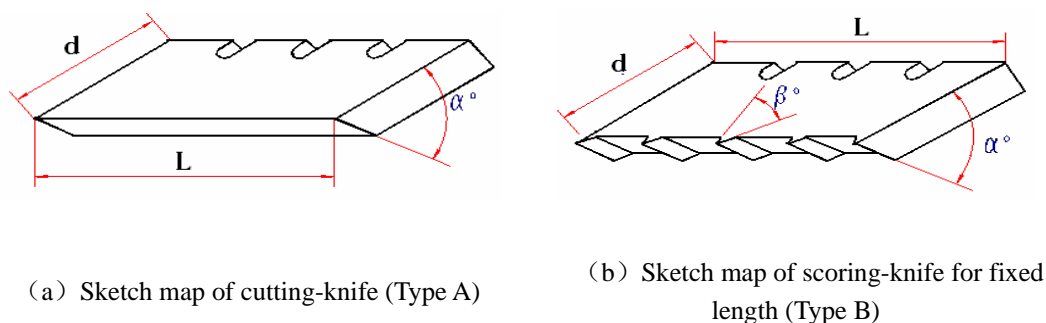 d
α°
L
(a) Sketch map of cutting-knife (Type A)
L
d
β°
α°
(b) Sketch map of scoring-knife for fixed
length (Type B)